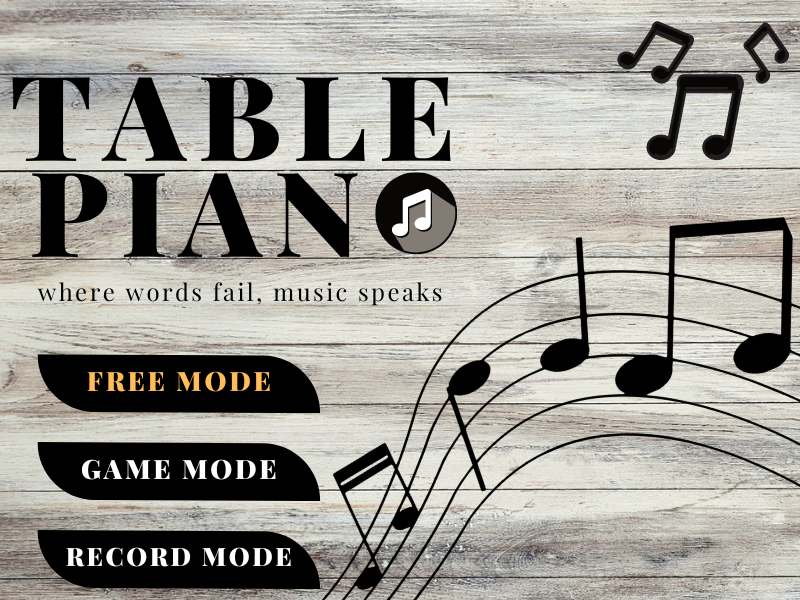 TABLE
PIANO
where words fail, music speaks
FREE MODE
GAME MODE
RECORD MODE